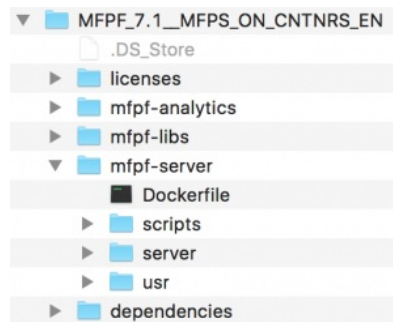 MFPF_7.1__MFPS_ON_CNTNRS_EN
.DS_Store
licenses
mfpf-analytics
mfpf-libs
mfpf-server
Dockerfile
scripts
server
usr
dependencies